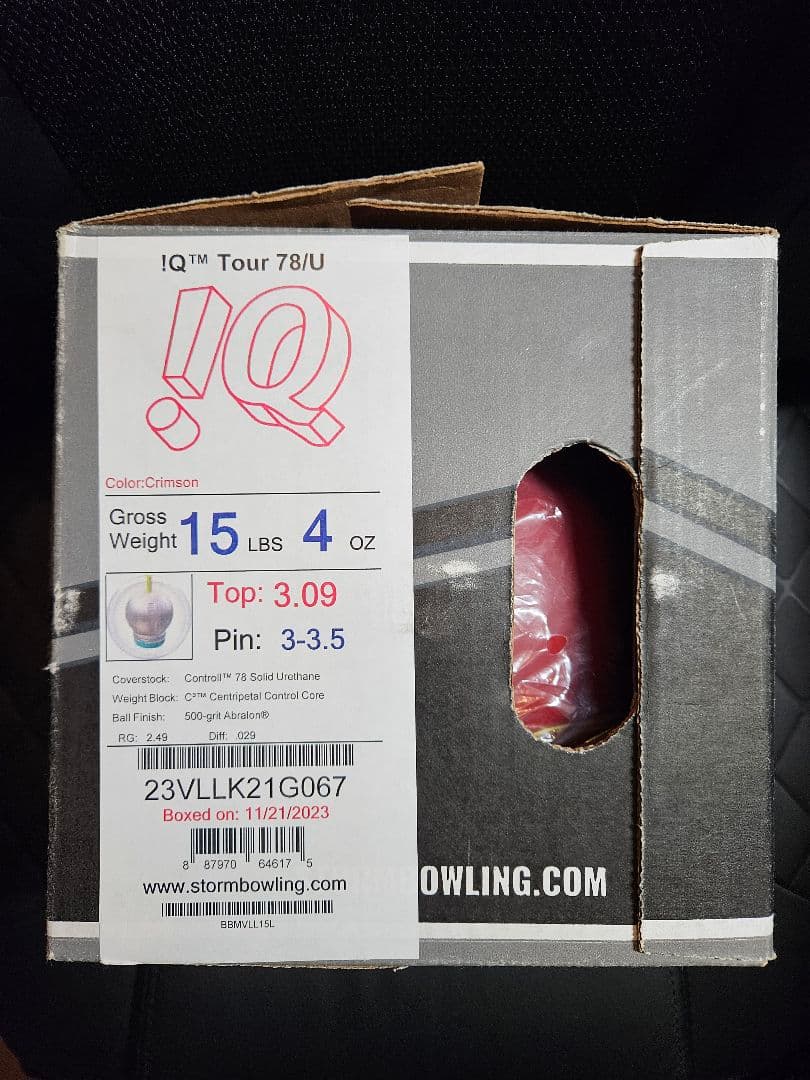 !Q™ Tour 78/U
!Q
Color:Crimson
Gross Weight 15 LBS 4 OZ
Top: 3.09
Pin: 3-3.5
Coverstock: Controll™ 78 Solid Urethane
Weight Block: C³™ Centripetal Control Core
Ball Finish: 500-grit Abralon®
RG: 2.49 Diff: .029
23VLLK21G067
Boxed on: 11/21/2023
8 87970 64617 5
www.stormbowling.com
BBMVLL15L
OWLING.COM